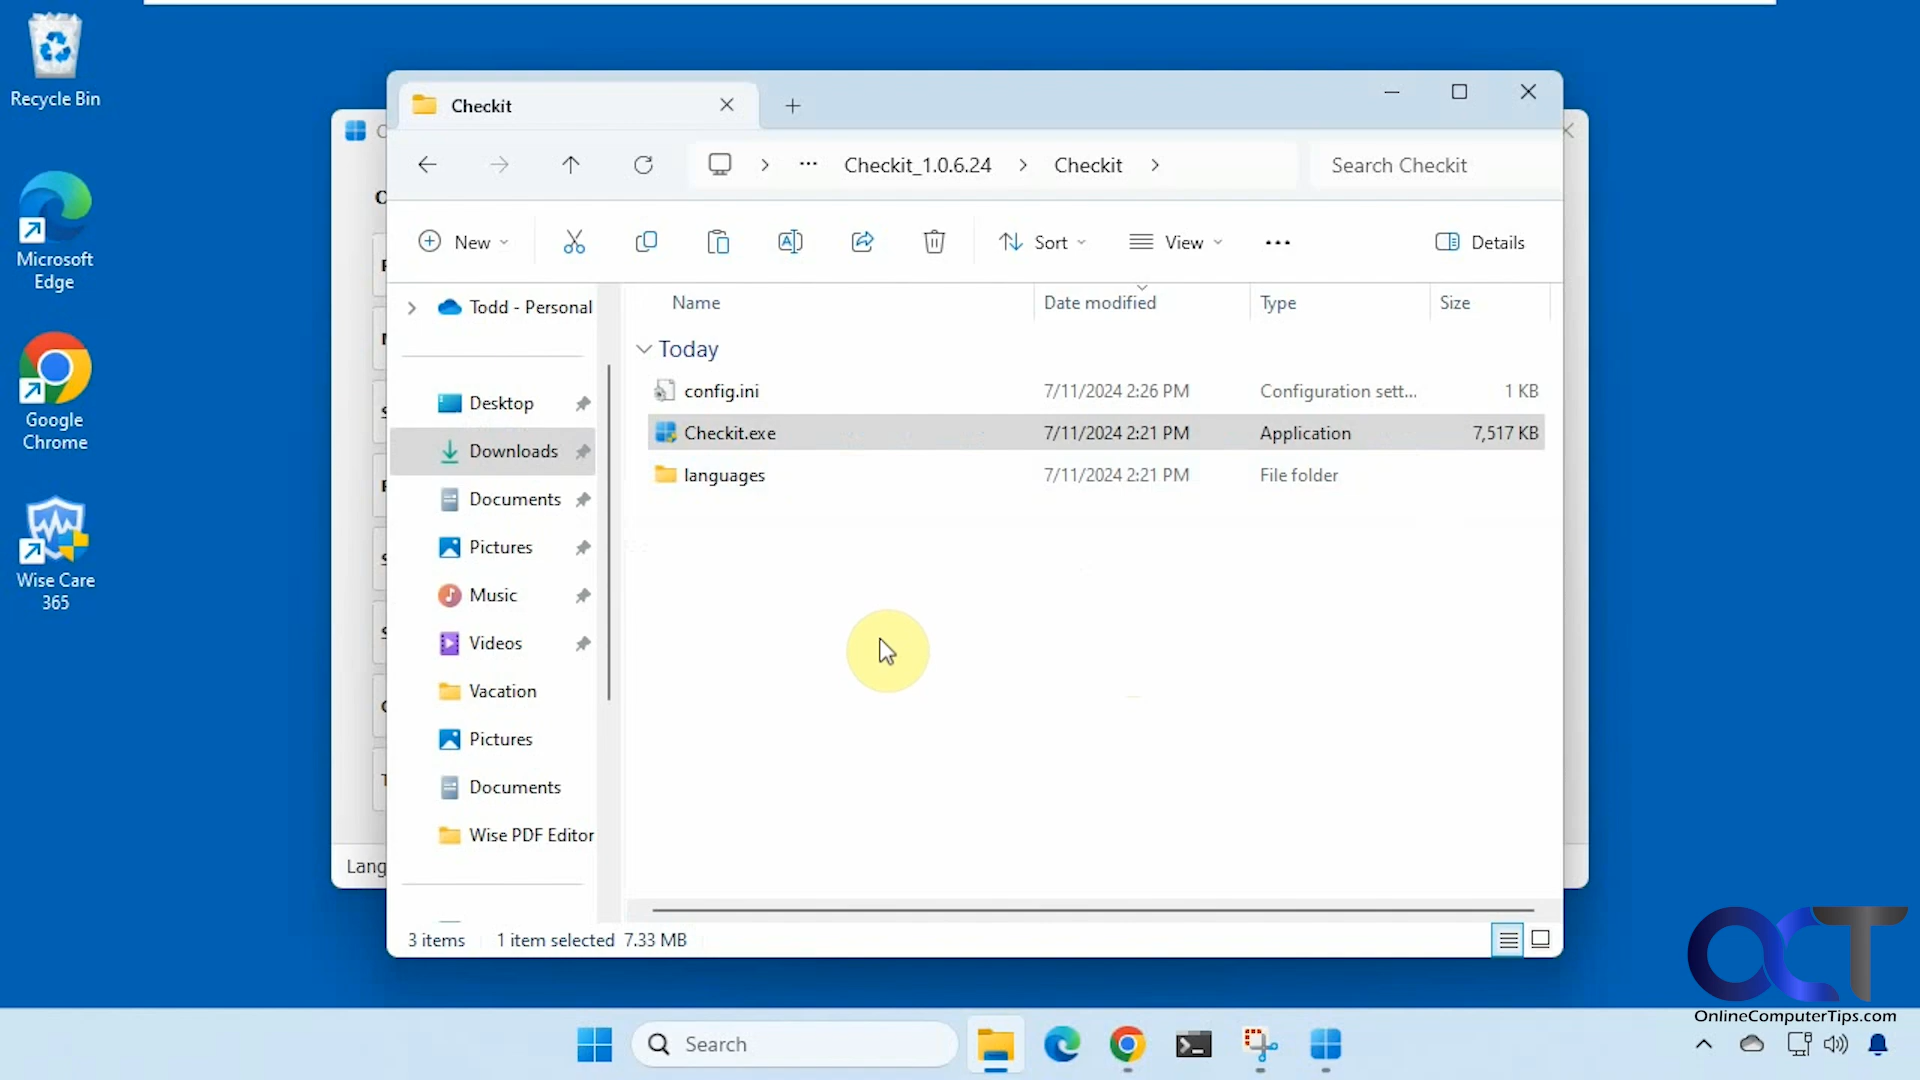 Recycle Bin
Microsoft
Edge
Google
Chrome
Wise Care
365
Checkit
Checkit_1.0.6.24
Checkit
Search Checkit
New
Sort
View
Details
Todd - Personal
Desktop
Downloads
Documents
Pictures
Music
Videos
Vacation
Pictures
Documents
Wise PDF Editor
Name
Date modified
Type
Size
Today
config.ini
7/11/2024 2:26 PM
Configuration sett...
1 KB
Checkit.exe
7/11/2024 2:21 PM
Application
7,517 KB
languages
7/11/2024 2:21 PM
File folder
3 items
1 item selected 7.33 MB
Lang
OCT
OnlineComputerTips.com
Search